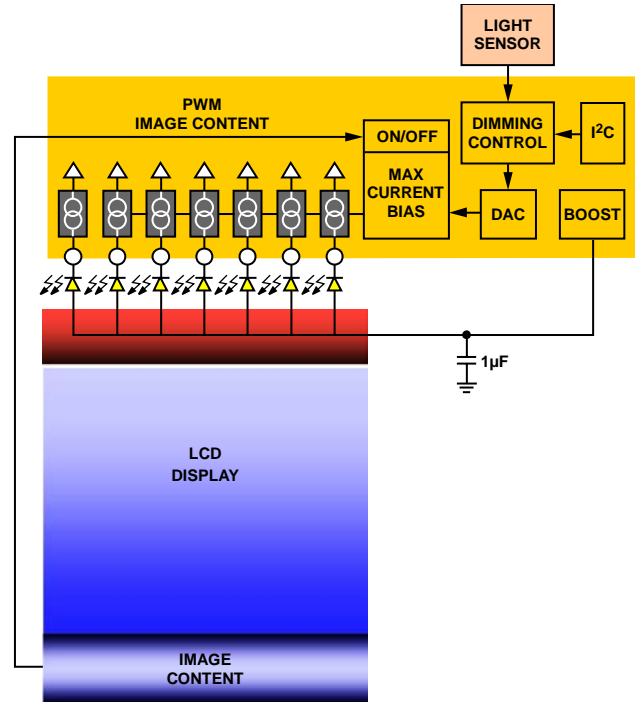 LIGHT
SENSOR
PWM
IMAGE CONTENT
ON/OFF
DIMMING
CONTROL
I²C
MAX
CURRENT
BIAS
DAC
BOOST
1µF
LCD
DISPLAY
IMAGE
CONTENT